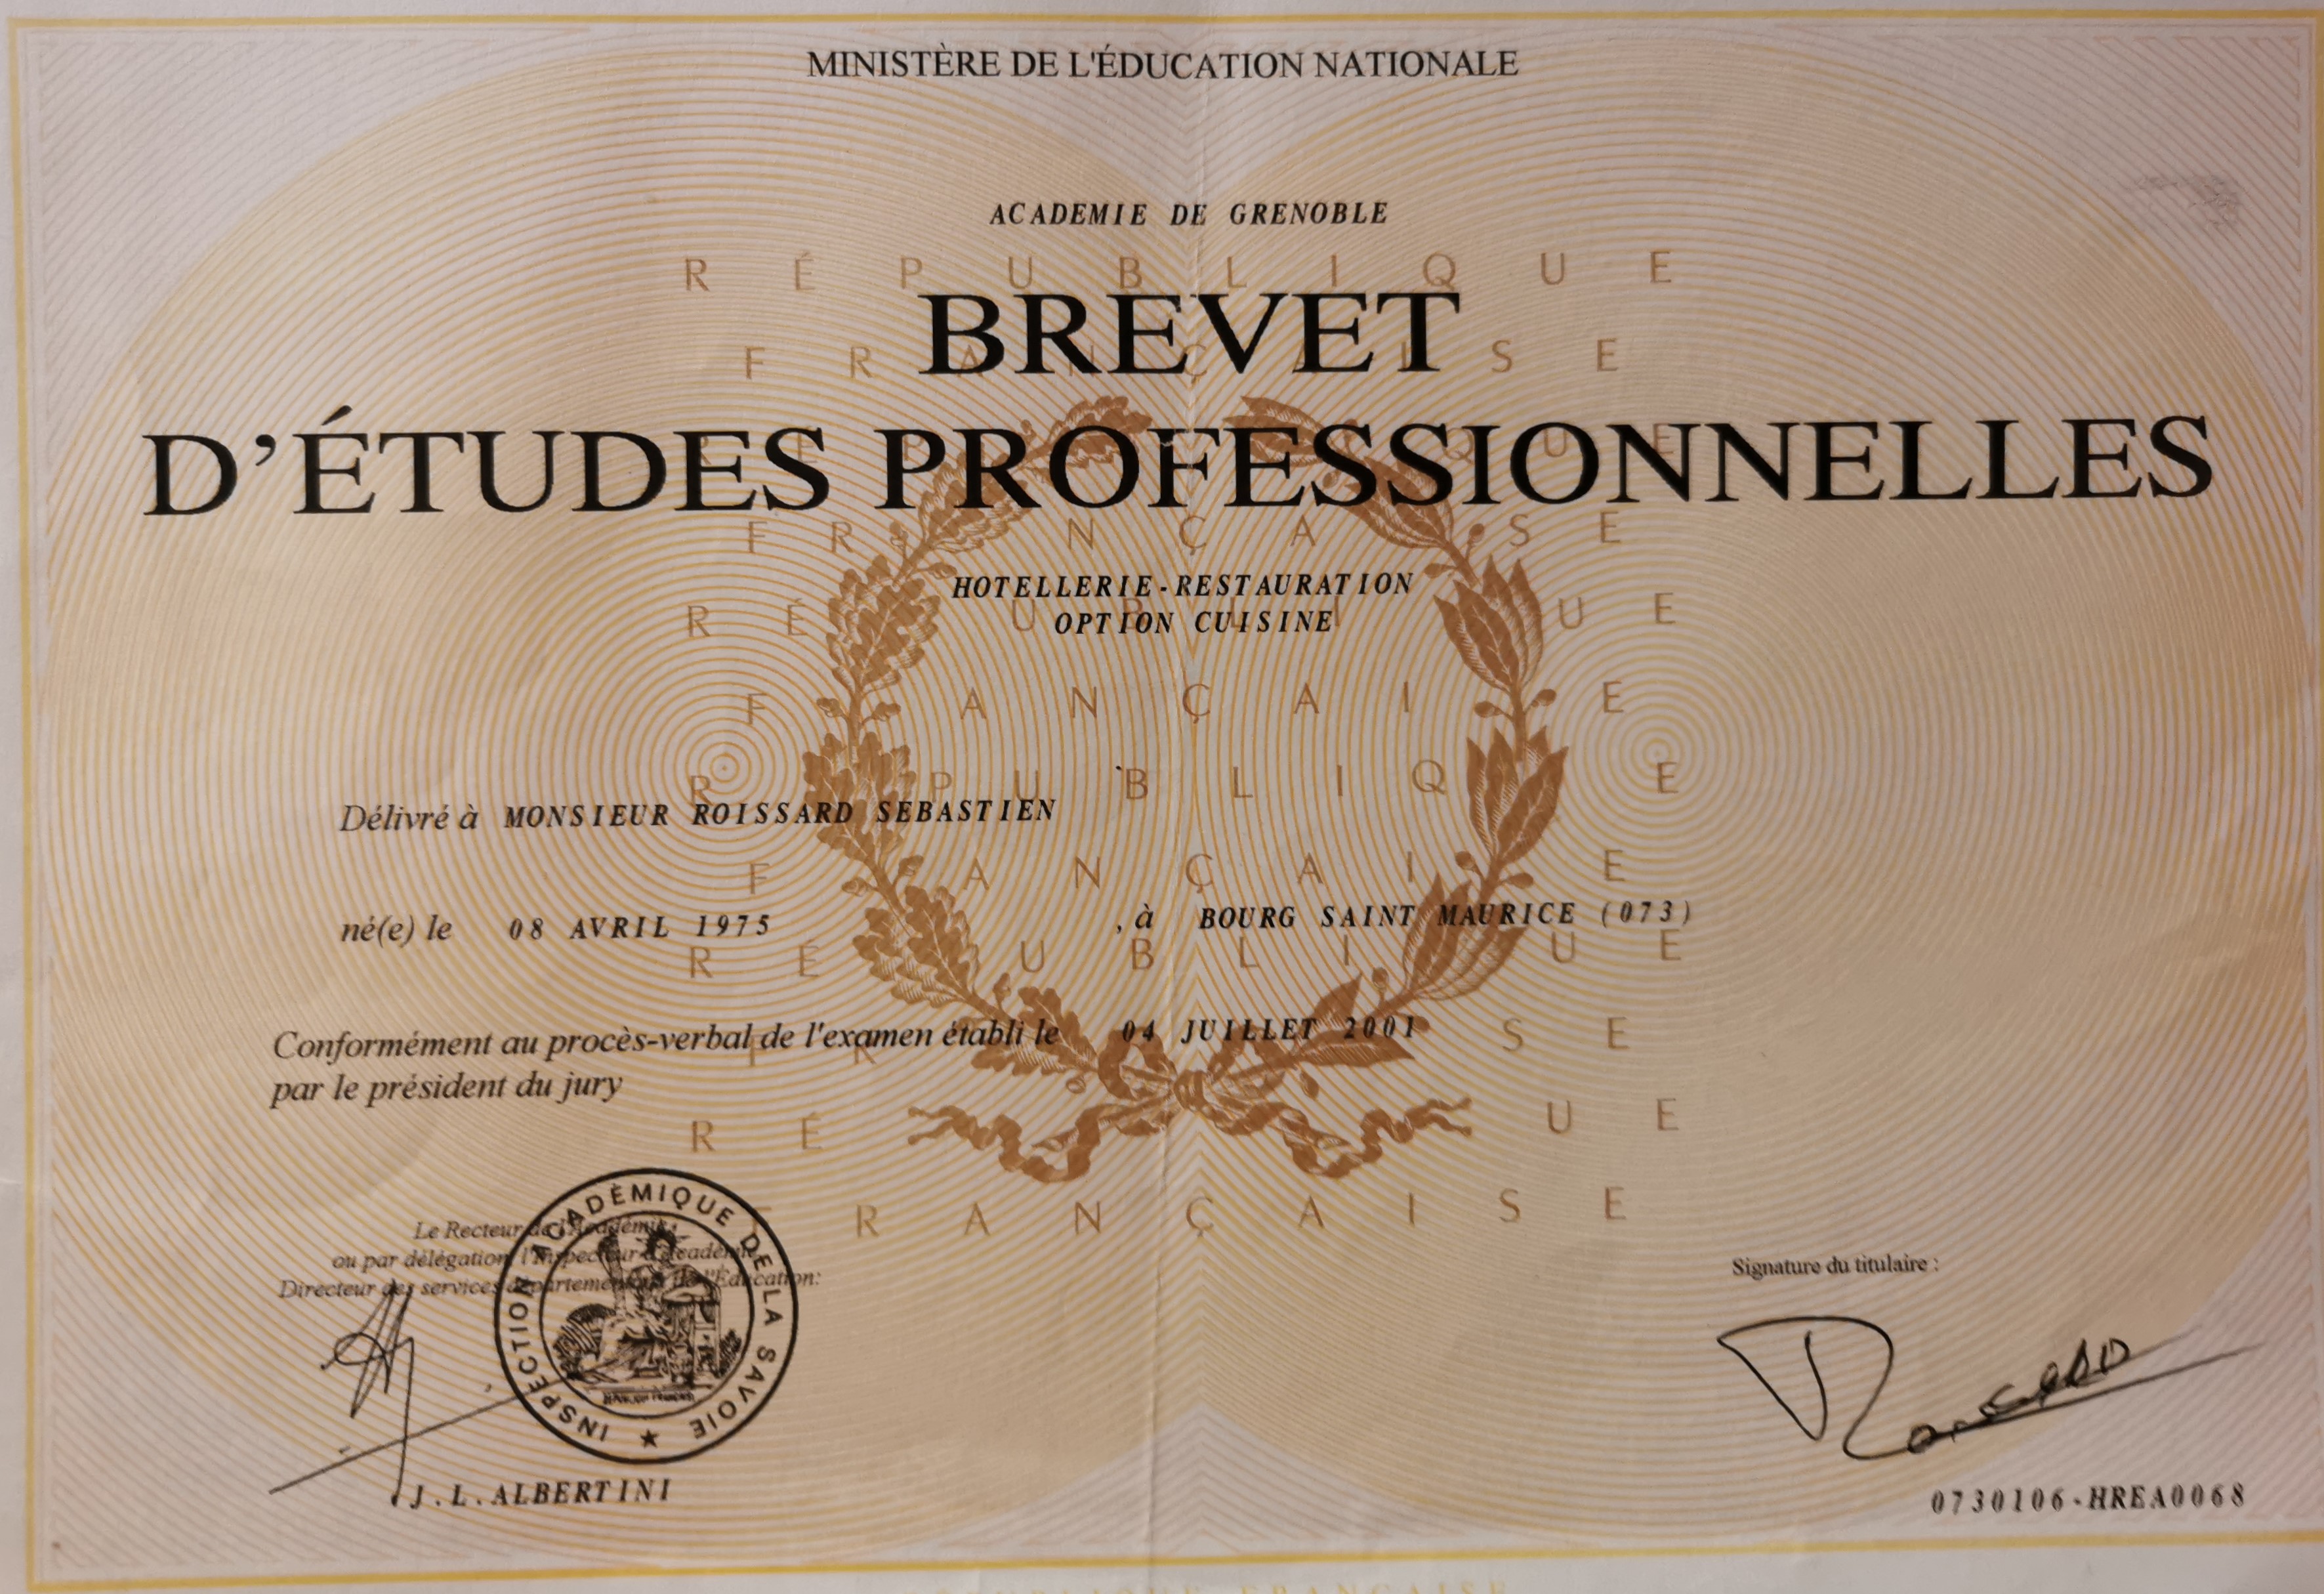 MINISTÈRE DE L'ÉDUCATION NATIONALE
ACADEMIE DE GRENOBLE
RÉPUBLIQUE
FRANÇAISE
BREVET
D'ÉTUDES PROFESSIONNELLES
HOTELLERIE-RESTAURATION
OPTION CUISINE
Délivré à MONSIEUR ROISSARD SEBASTIEN
né(e) le 08 AVRIL 1975 , à BOURG SAINT MAURICE (073)
Conformément au procès-verbal de l'examen établi le 04 JUILLET 2001
par le président du jury
Le Recteur de l'Académie,
ou par délégation, l'Inspecteur d'Académie,
Directeur des services départementaux de l'Éducation:
INSPECTION ACADÈMIQUE DE LA SAVOIE
J.L.ALBERTINI
Signature du titulaire :
0730106-HREA0068